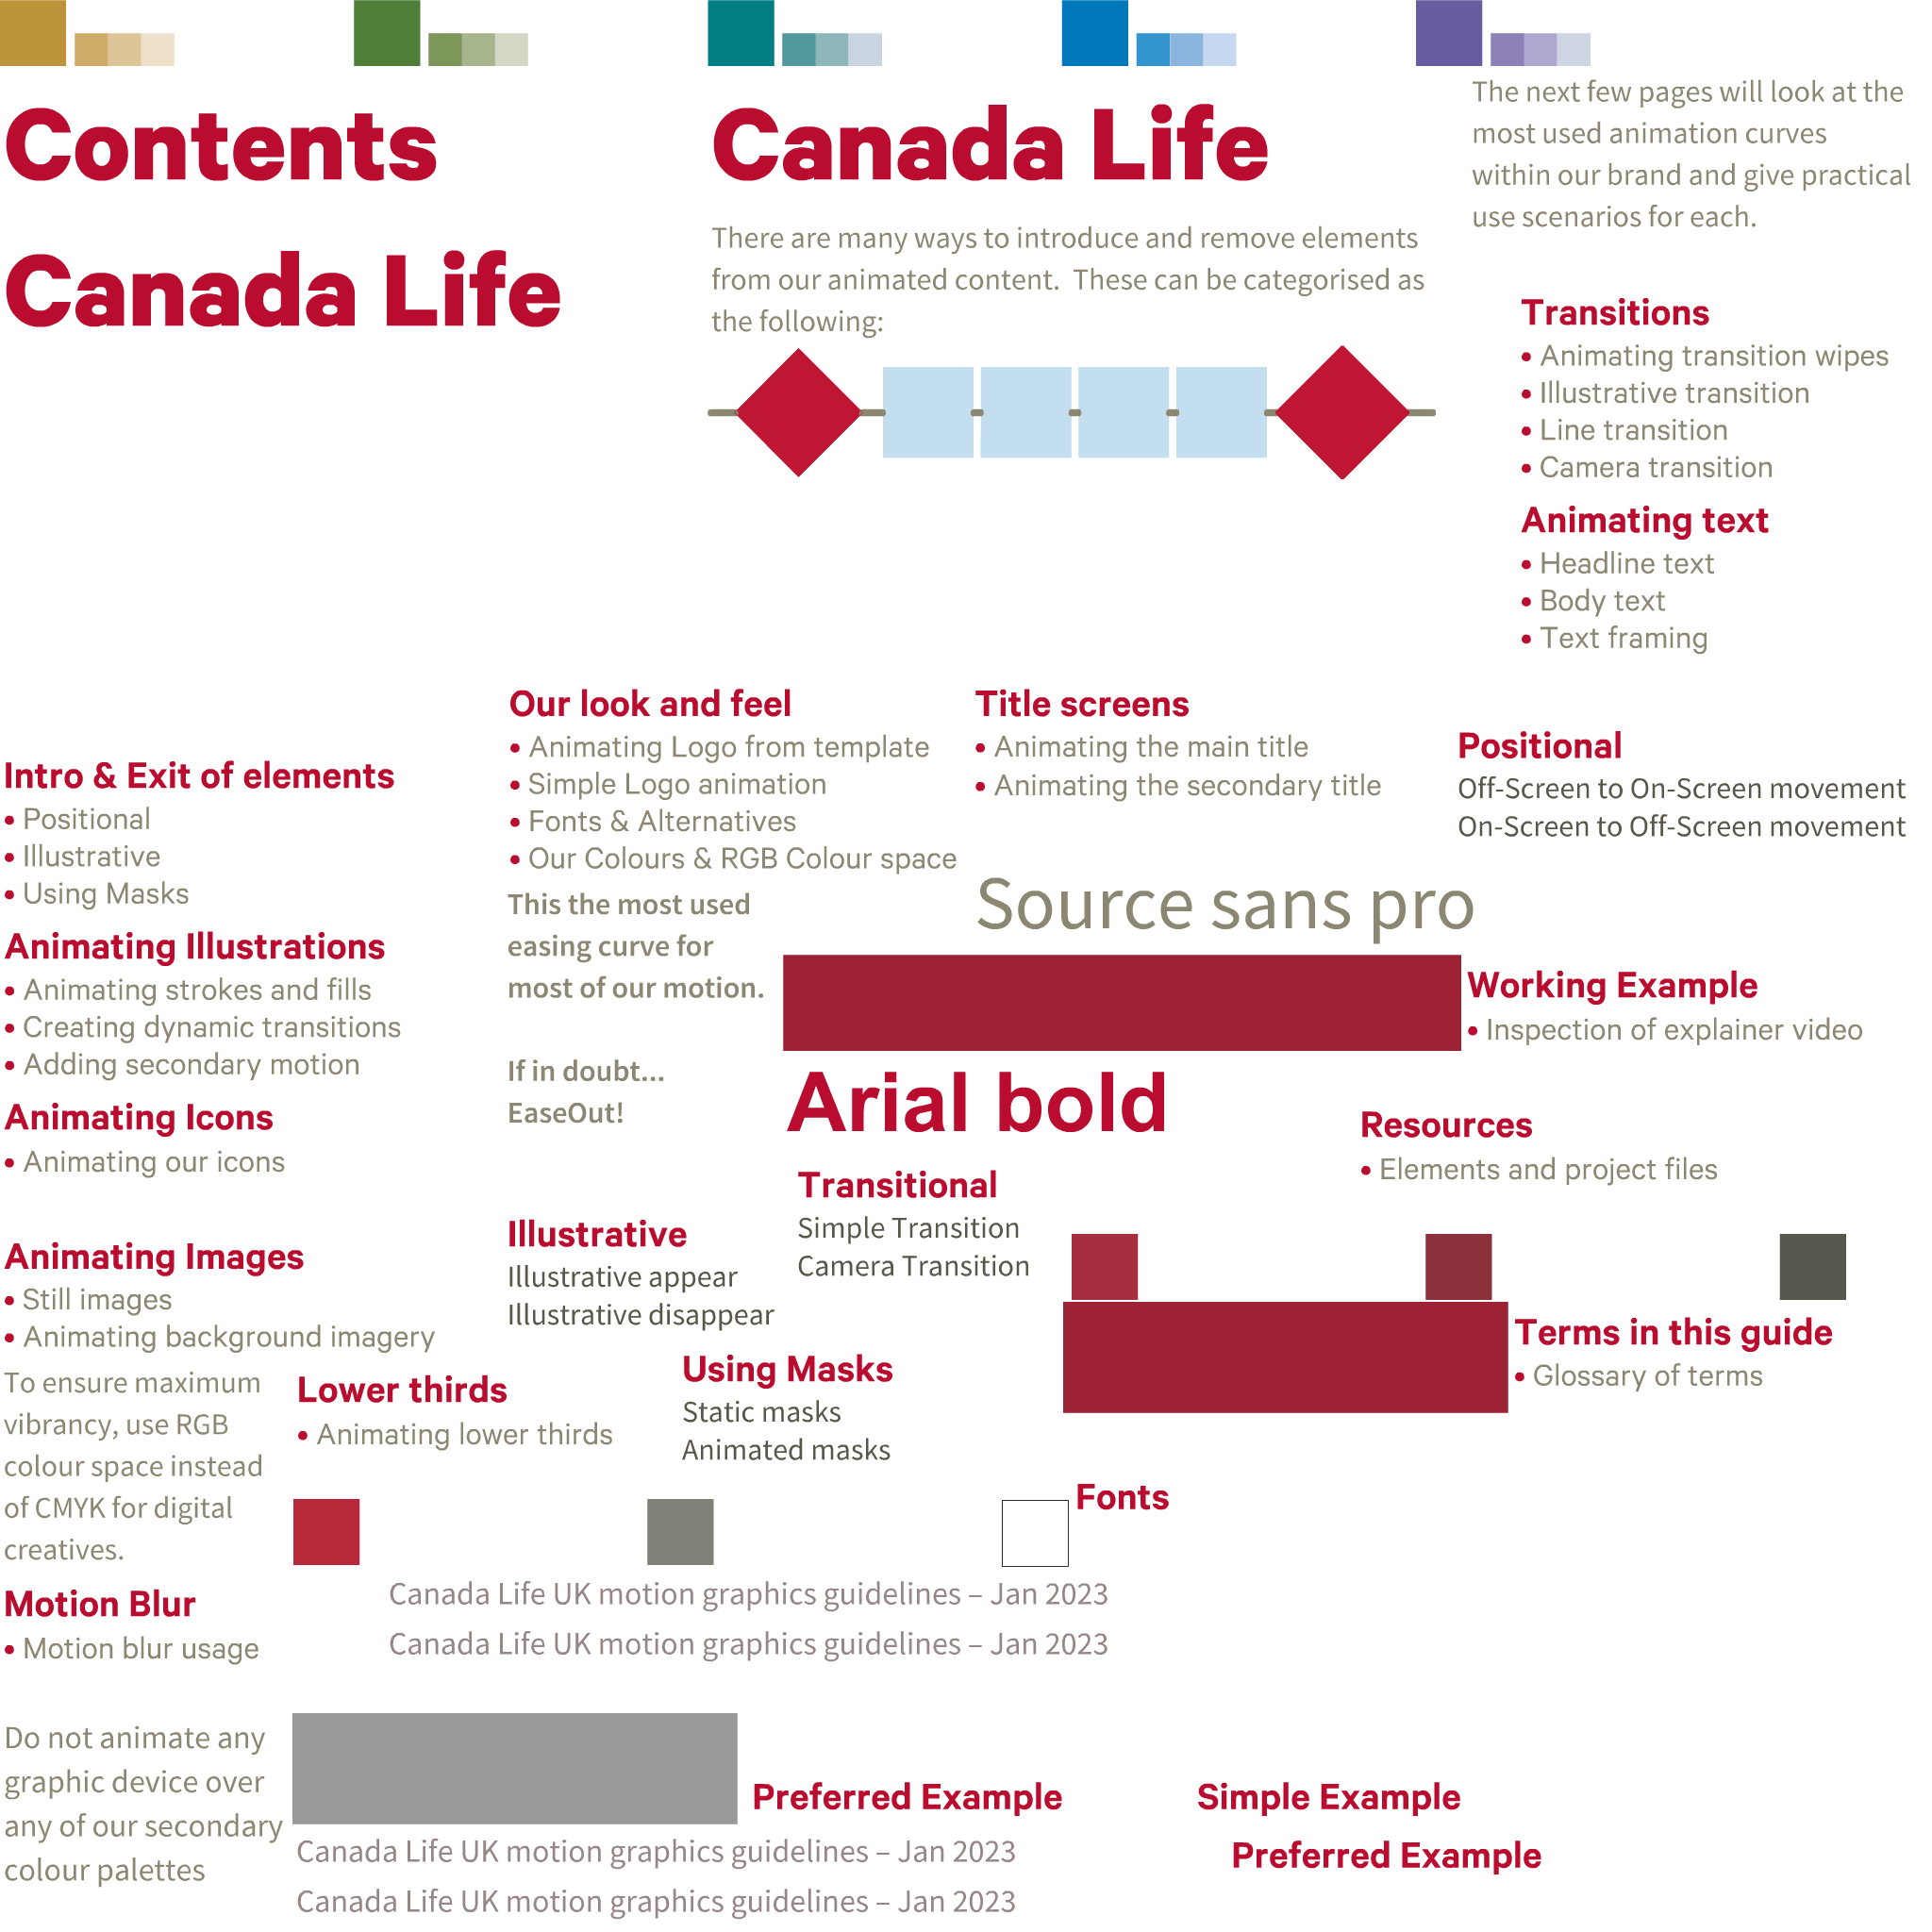 Contents
Canada Life
Canada Life
There are many ways to introduce and remove elements
from our animated content.  These can be categorised as
the following:
The next few pages will look at the
most used animation curves
within our brand and give practical
use scenarios for each.
Transitions
• Animating transition wipes
• Illustrative transition
• Line transition
• Camera transition
Animating text
• Headline text
• Body text
• Text framing
Intro & Exit of elements
• Positional
• Illustrative
• Using Masks
Animating Illustrations
• Animating strokes and fills
• Creating dynamic transitions
• Adding secondary motion
Animating Icons
• Animating our icons
Animating Images
• Still images
• Animating background imagery
Our look and feel
• Animating Logo from template
• Simple Logo animation
• Fonts & Alternatives
• Our Colours & RGB Colour space
This the most used
easing curve for
most of our motion.
If in doubt...
EaseOut!
Title screens
• Animating the main title
• Animating the secondary title
Positional
Off-Screen to On-Screen movement
On-Screen to Off-Screen movement
Source sans pro
Working Example
• Inspection of explainer video
Arial bold
Resources
• Elements and project files
Transitional
Simple Transition
Camera Transition
Illustrative
Illustrative appear
Illustrative disappear
Terms in this guide
• Glossary of terms
To ensure maximum
vibrancy, use RGB
colour space instead
of CMYK for digital
creatives.
Lower thirds
• Animating lower thirds
Using Masks
Static masks
Animated masks
Fonts
Motion Blur
• Motion blur usage
Canada Life UK motion graphics guidelines – Jan 2023
Canada Life UK motion graphics guidelines – Jan 2023
Do not animate any
graphic device over
any of our secondary
colour palettes
Preferred Example
Simple Example
Preferred Example
Canada Life UK motion graphics guidelines – Jan 2023
Canada Life UK motion graphics guidelines – Jan 2023